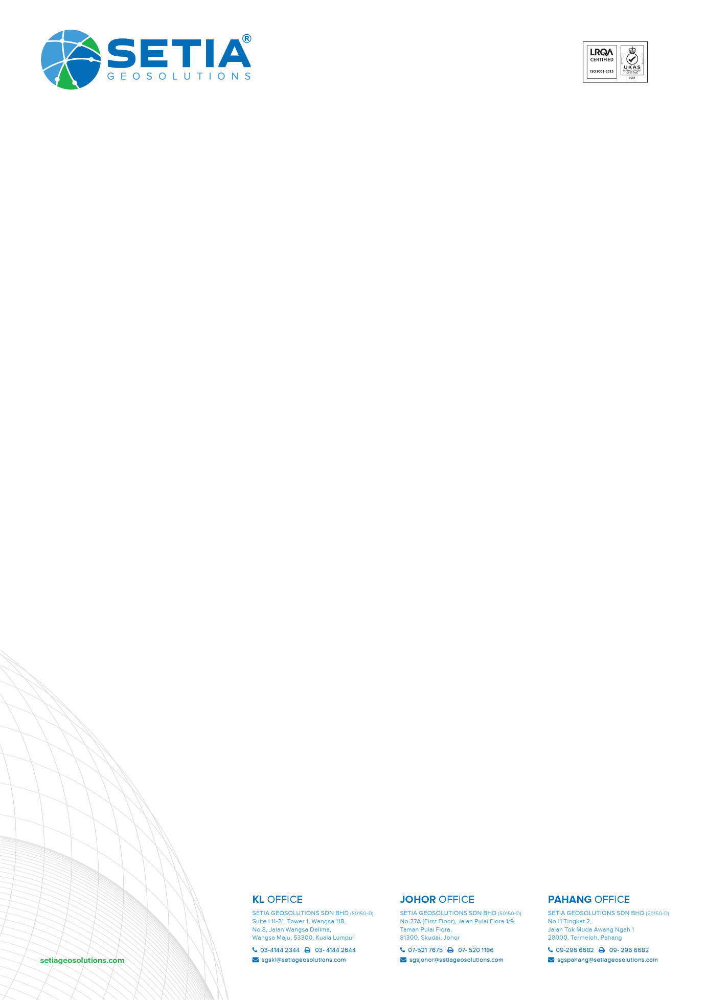 SETIA®
GEOSOLUTIONS
LRQA
CERTIFIED
ISO 9001-2015
UKAS
MANAGEMENT
SYSTEMS
0001
KL OFFICE
SETIA GEOSOLUTIONS SDN BHD (50150-D)
Suite L11-21, Tower 1, Wangsa 118,
No.8, Jalan Wangsa Delima,
Wangsa Maju, 53300, Kuala Lumpur
03-4144 2344 03- 4144 2644
sgskl@setiageosolutions.com
JOHOR OFFICE
SETIA GEOSOLUTIONS SDN BHD (50150-D)
No.27A (First Floor), Jalan Pulai Flora 1/9,
Taman Pulai Flora,
81300, Skudai, Johor
07-521 7675 07- 520 1186
sgsjohor@setiageosolutions.com
PAHANG OFFICE
SETIA GEOSOLUTIONS SDN BHD (50150-D)
No.11 Tingkat 2,
Jalan Tok Muda Awang Ngah 1
28000, Termeloh, Pahang
09-296 6682 09- 296 6682
sgspahang@setiageosolutions.com
setiageosolutions.com